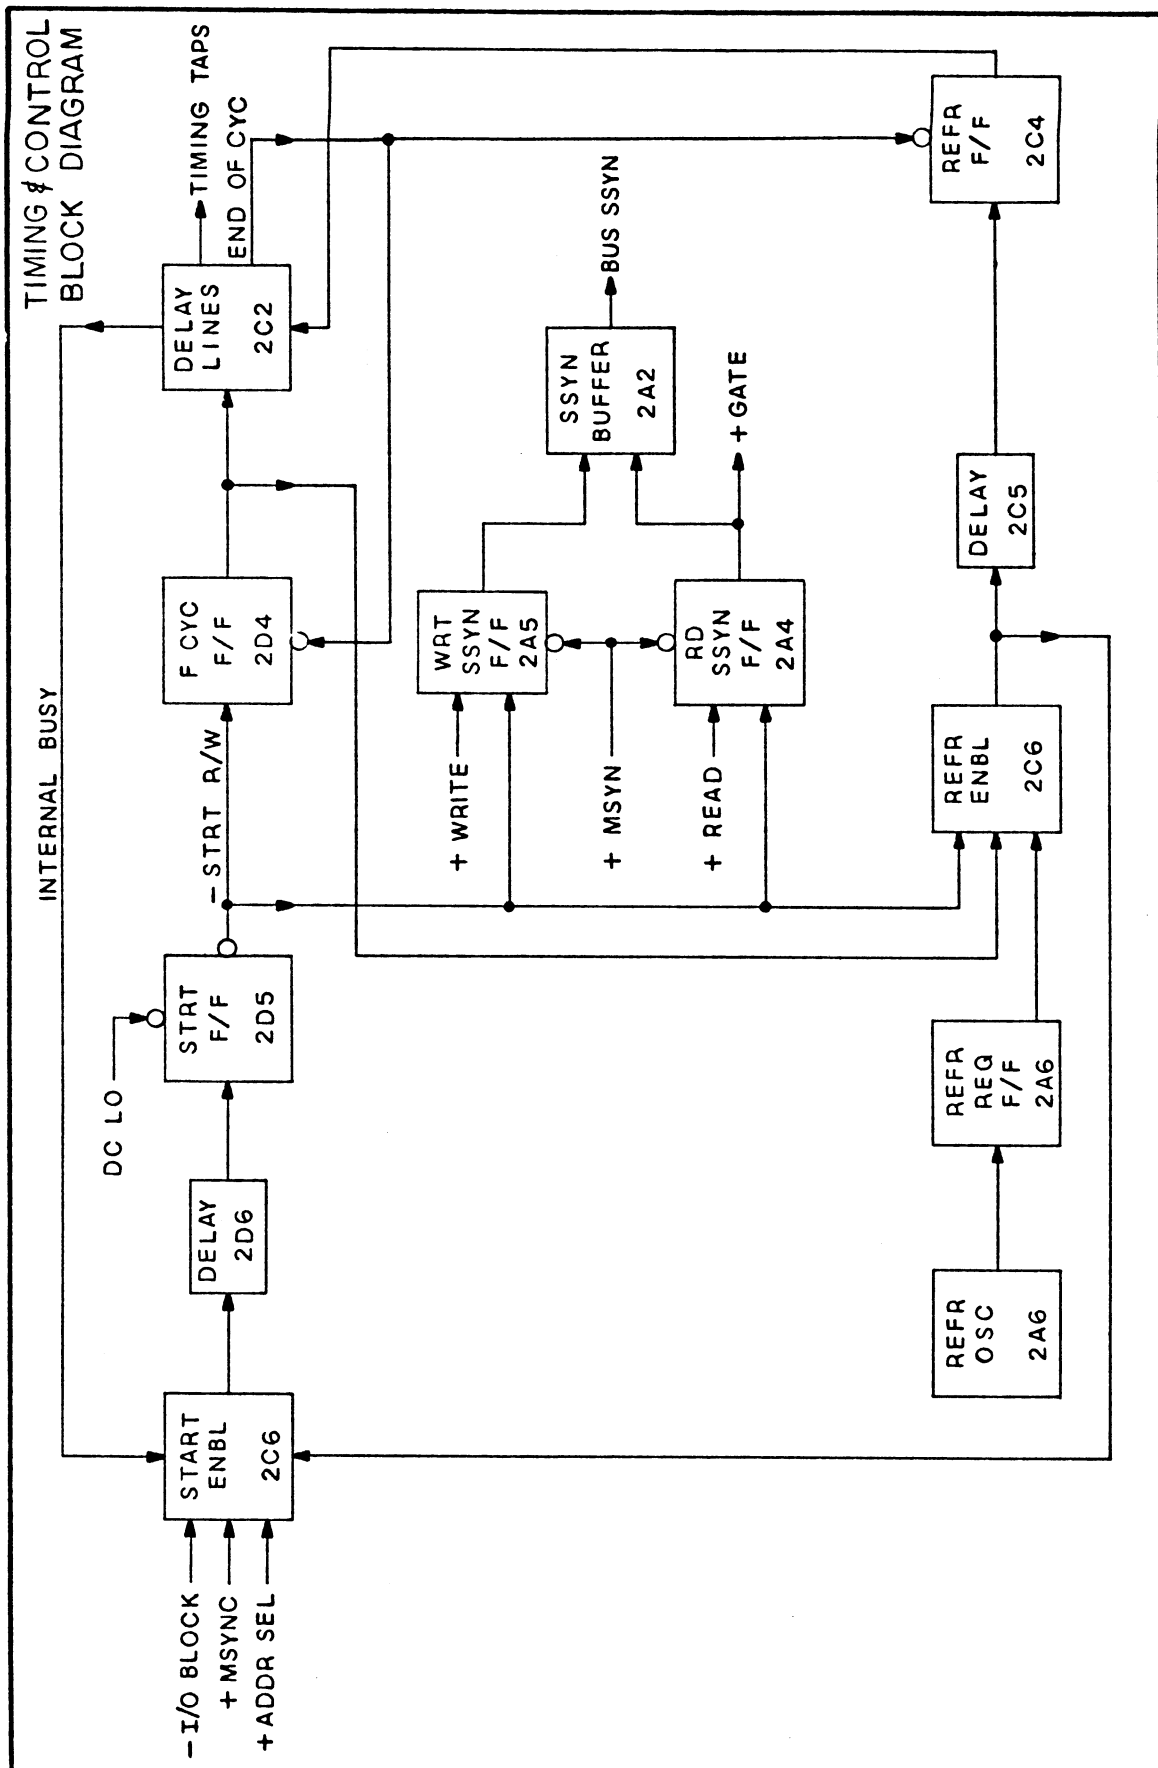 TIMING & CONTROL
BLOCK DIAGRAM
INTERNAL BUSY
-I/O BLOCK
+MSYNC
+ADDR SEL
START
ENBL
2C6
DELAY
2D6
DC LO
STRT
F/F
2D5
-STRT R/W
F CYC
F/F
2D4
DELAY
LINES
2C2
TIMING TAPS
END OF CYC
+ WRITE
+ MSYN
+ READ
WRT
SSYN
F/F
2A5
RD
SSYN
F/F
2A4
SSYN
BUFFER
2A2
BUS SSYN
+GATE
REFR
OSC
2A6
REFR
REQ
F/F
2A6
REFR
ENBL
2C6
DELAY
2C5
REFR
F/F
2C4